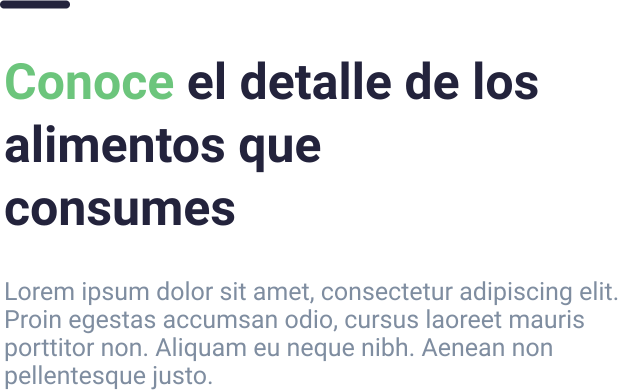 Conoce el detalle de los
alimentos que
consumes
Lorem ipsum dolor sit amet, consectetur adipiscing elit.
Proin egestas accumsan odio, cursus laoreet mauris
porttitor non. Aliquam eu neque nibh. Aenean non
pellentesque justo.